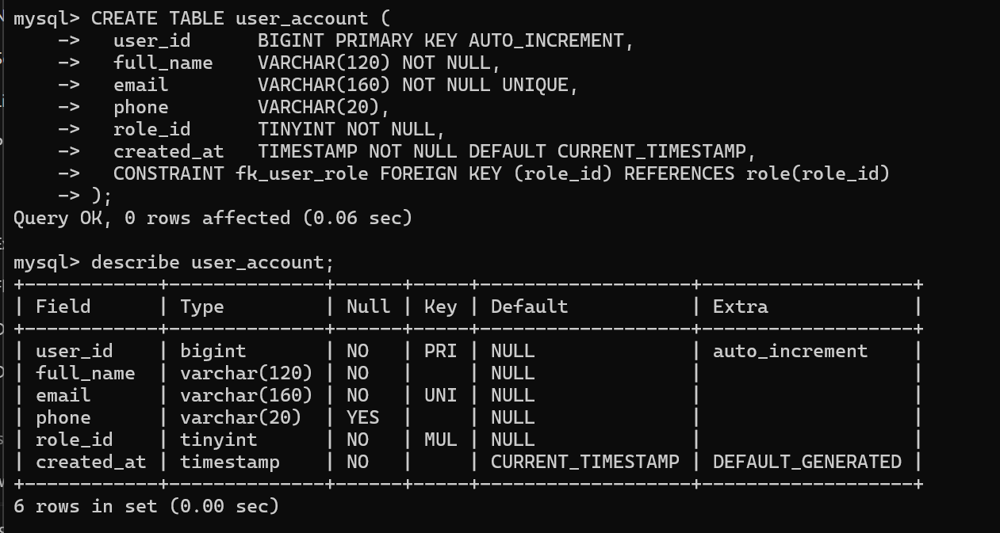 mysql> CREATE TABLE user_account (
    ->   user_id      BIGINT PRIMARY KEY AUTO_INCREMENT,
    ->   full_name    VARCHAR(120) NOT NULL,
    ->   email        VARCHAR(160) NOT NULL UNIQUE,
    ->   phone        VARCHAR(20),
    ->   role_id      TINYINT NOT NULL,
    ->   created_at   TIMESTAMP NOT NULL DEFAULT CURRENT_TIMESTAMP,
    ->   CONSTRAINT fk_user_role FOREIGN KEY (role_id) REFERENCES role(role_id)
    -> );
Query OK, 0 rows affected (0.06 sec)

mysql> describe user_account;
+------------+--------------+------+-----+-------------------+-------------------+
| Field      | Type         | Null | Key | Default           | Extra             |
+------------+--------------+------+-----+-------------------+-------------------+
| user_id    | bigint       | NO   | PRI | NULL              | auto_increment    |
| full_name  | varchar(120) | NO   |     | NULL              |                   |
| email      | varchar(160) | NO   | UNI | NULL              |                   |
| phone      | varchar(20)  | YES  |     | NULL              |                   |
| role_id    | tinyint      | NO   | MUL | NULL              |                   |
| created_at | timestamp    | NO   |     | CURRENT_TIMESTAMP | DEFAULT_GENERATED |
+------------+--------------+------+-----+-------------------+-------------------+
6 rows in set (0.00 sec)